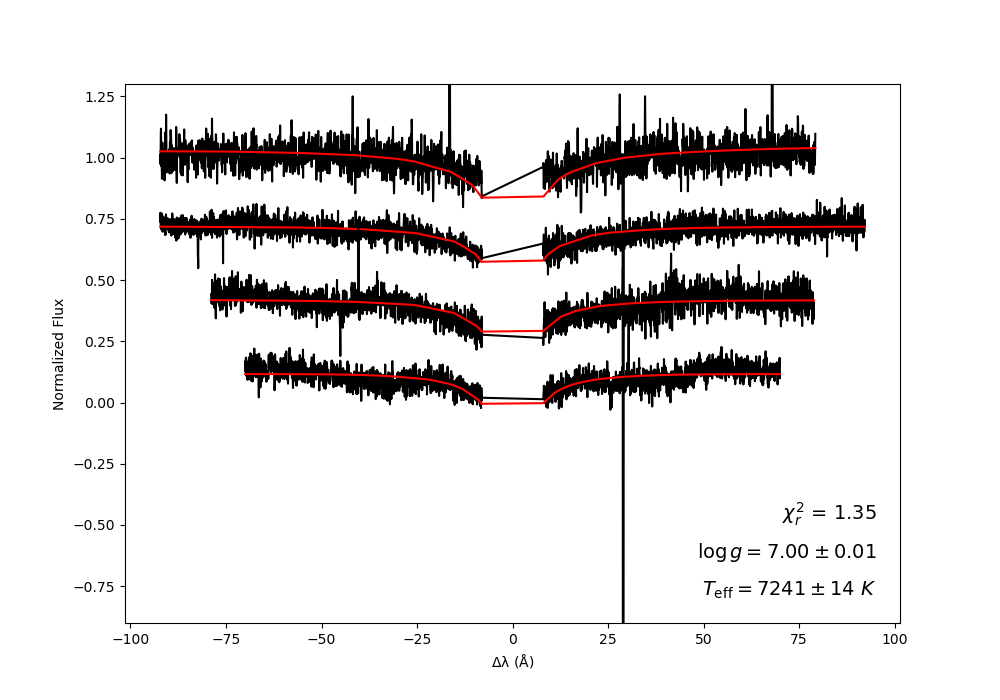 1.25
1.00
0.75
0.50
0.25
0.00
−0.25
−0.50
−0.75
Normalized Flux
χ²ᵣ = 1.35
log g = 7.00 ± 0.01
T_eff = 7241 ± 14 K
−100 −75 −50 −25 0 25 50 75 100
Δλ (Å)